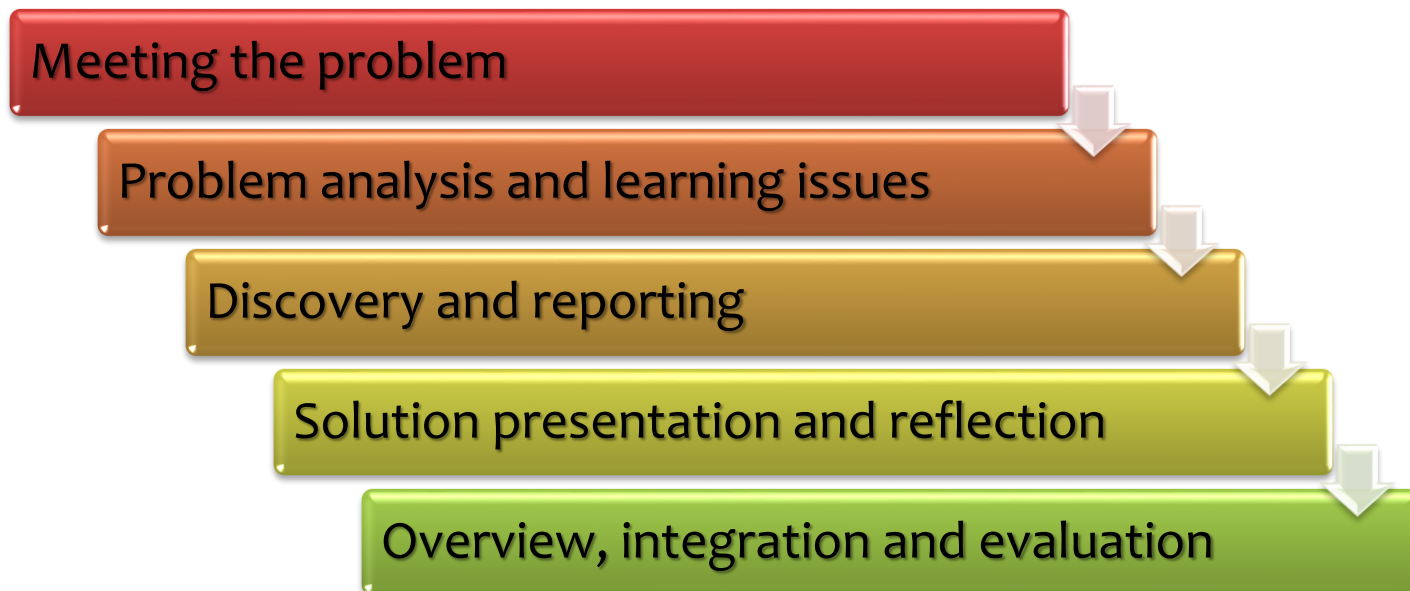 Meeting the problem
Problem analysis and learning issues
Discovery and reporting
Solution presentation and reflection
Overview, integration and evaluation